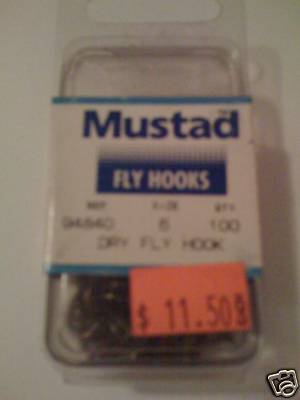 Mustad
FLY HOOKS
REF SIZE QTY
94840 6 100
DRY FLY HOOK
$ 11.50